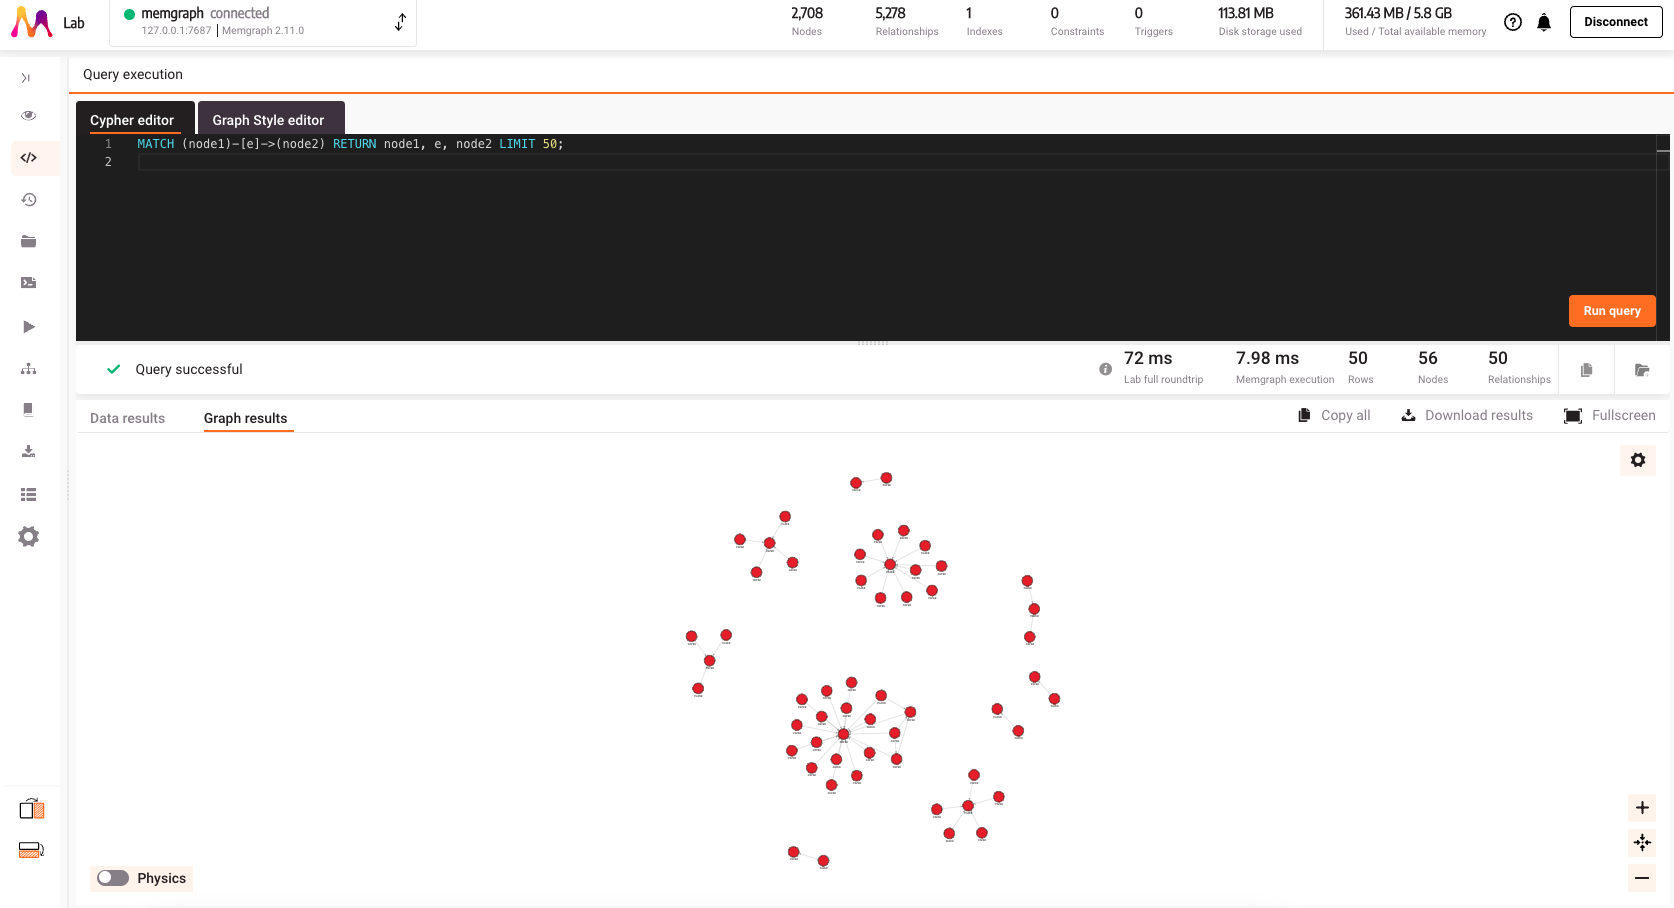 Lab
memgraph connected
127.0.0.1:7687 | Memgraph 2.11.0
2,708
Nodes
5,278
Relationships
1
Indexes
0
Constraints
0
Triggers
113.81 MB
Disk storage used
361.43 MB / 5.8 GB
Used / Total available memory
Disconnect
Query execution
Cypher editor
Graph Style editor
1 MATCH (node1)-[e]->(node2) RETURN node1, e, node2 LIMIT 50;
2
Run query
Query successful
72 ms
Lab full roundtrip
7.98 ms
Memgraph execution
50
Rows
56
Nodes
50
Relationships
Data results
Graph results
Copy all
Download results
Fullscreen
Physics